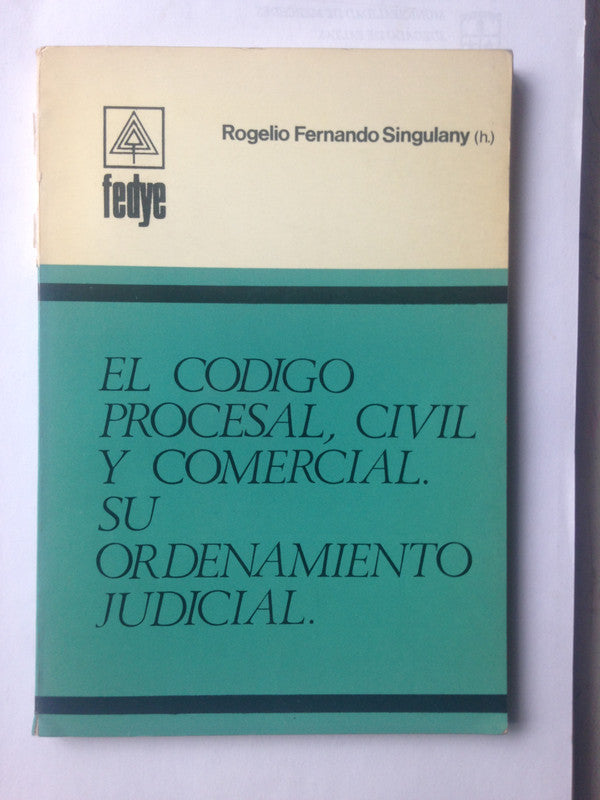 Rogelio Fernando Singulany (h.)
fedye
EL CODIGO
PROCESAL, CIVIL
Y COMERCIAL.
SU
ORDENAMIENTO
JUDICIAL.